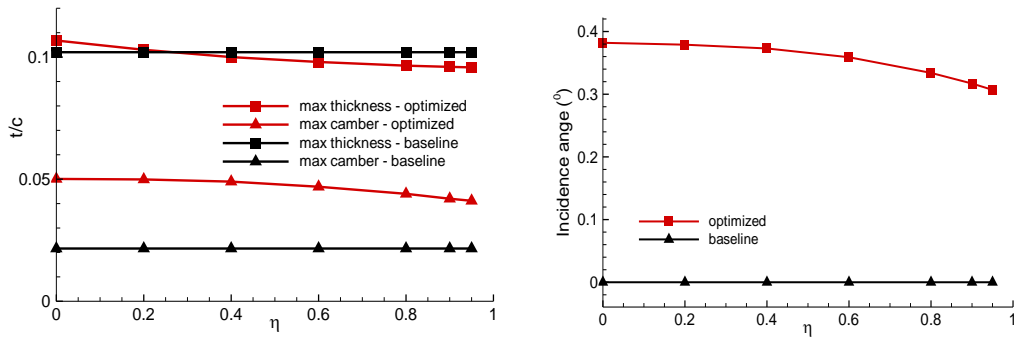 t/c
0.1
0.05
0
max thickness - optimized
max camber - optimized
max thickness - baseline
max camber - baseline
0 0.2 0.4 0.6 0.8 1
η
Incidence ange (⁰)
0.4
0.3
0.2
0.1
0
optimized
baseline
0 0.2 0.4 0.6 0.8 1
η